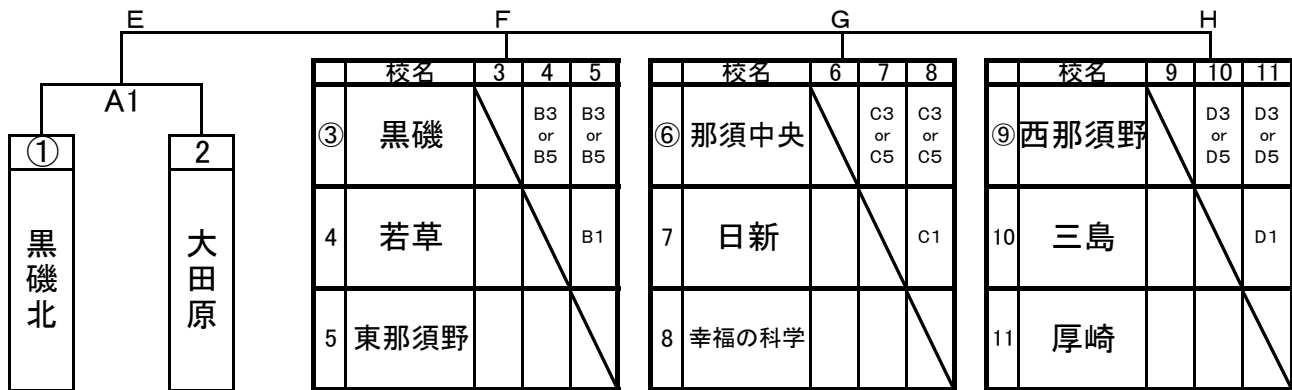 E F G H
A1
① 2
黒磯北
大田原
校名 3 4 5
③ 黒磯 B3 or B5 B3 or B5
4 若草 B1
5 東那須野
校名 6 7 8
⑥ 那須中央 C3 or C5 C3 or C5
7 日新 C1
8 幸福の科学
校名 9 10 11
⑨ 西那須野 D3 or D5 D3 or D5
10 三島 D1
11 厚崎